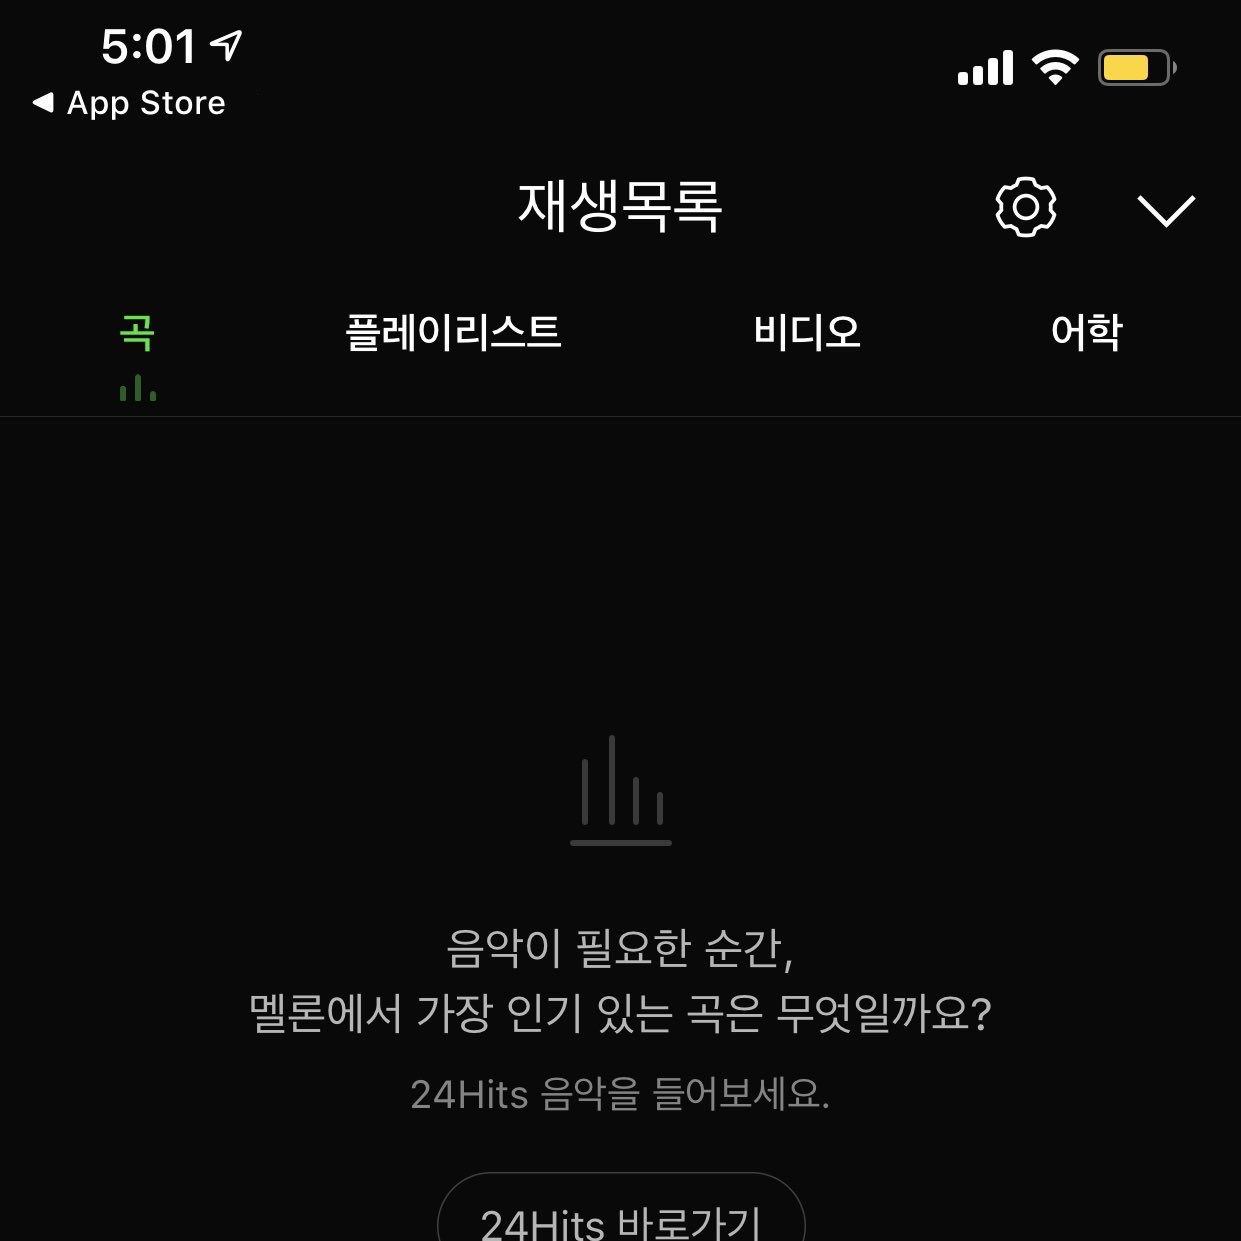 5:01
App Store
재생목록
곡 플레이리스트 비디오 어학
음악이 필요한 순간,
멜론에서 가장 인기 있는 곡은 무엇일까요?
24Hits 음악을 들어보세요.
24Hits 바로가기